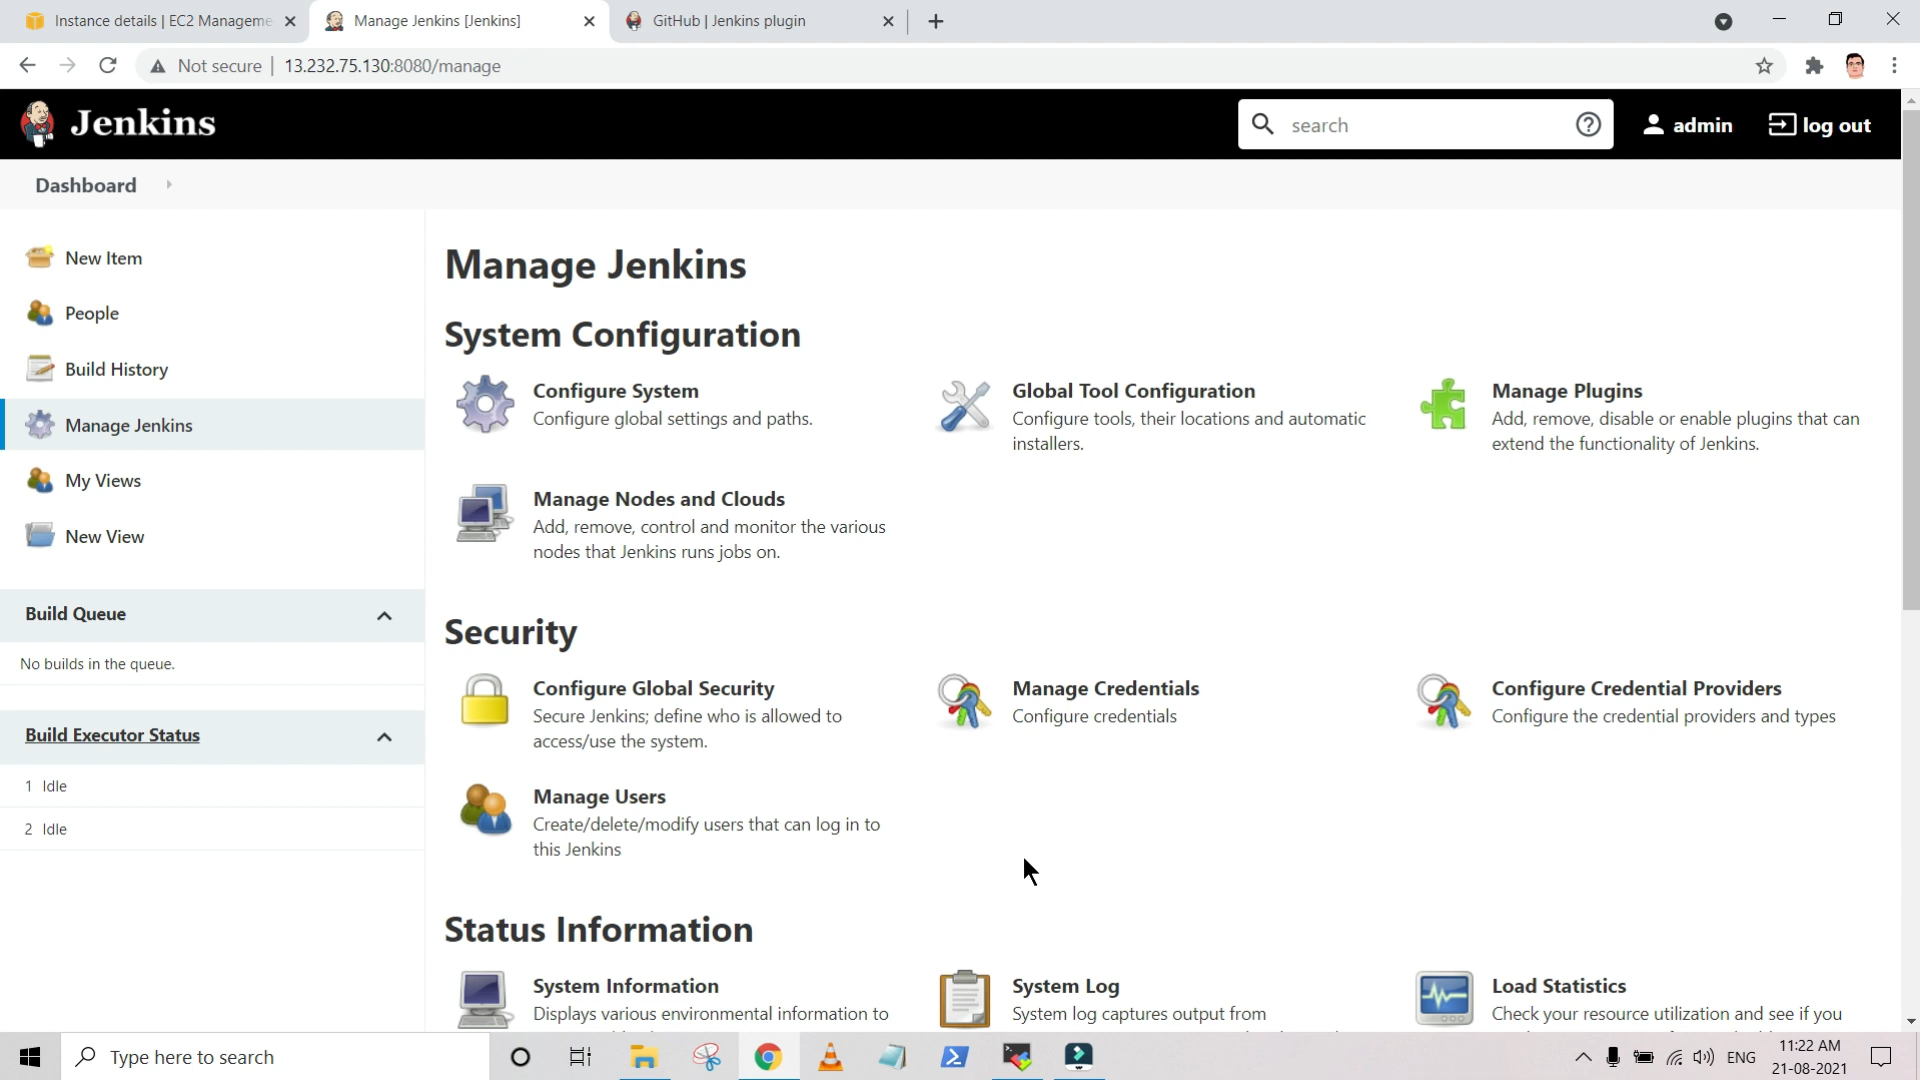 Instance details | EC2 Manageme
Manage Jenkins [Jenkins]
GitHub | Jenkins plugin
Not secure | 13.232.75.130:8080/manage
Jenkins
search
admin
log out
Dashboard
New Item
People
Build History
Manage Jenkins
My Views
New View
Build Queue
No builds in the queue.
Build Executor Status
1 Idle
2 Idle
Manage Jenkins
System Configuration
Configure System
Configure global settings and paths.
Global Tool Configuration
Configure tools, their locations and automatic
installers.
Manage Plugins
Add, remove, disable or enable plugins that can
extend the functionality of Jenkins.
Manage Nodes and Clouds
Add, remove, control and monitor the various
nodes that Jenkins runs jobs on.
Security
Configure Global Security
Secure Jenkins; define who is allowed to
access/use the system.
Manage Credentials
Configure credentials
Configure Credential Providers
Configure the credential providers and types
Manage Users
Create/delete/modify users that can log in to
this Jenkins
Status Information
System Information
Displays various environmental information to
System Log
System log captures output from
Load Statistics
Check your resource utilization and see if you
Type here to search
ENG
11:22 AM
21-08-2021